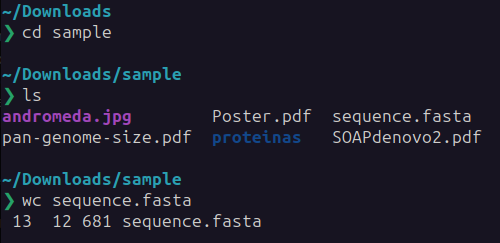 ~/Downloads
❯ cd sample
~/Downloads/sample
❯ ls
andromeda.jpg Poster.pdf sequence.fasta
pan-genome-size.pdf proteinas SOAPdenovo2.pdf
~/Downloads/sample
❯ wc sequence.fasta
13 12 681 sequence.fasta